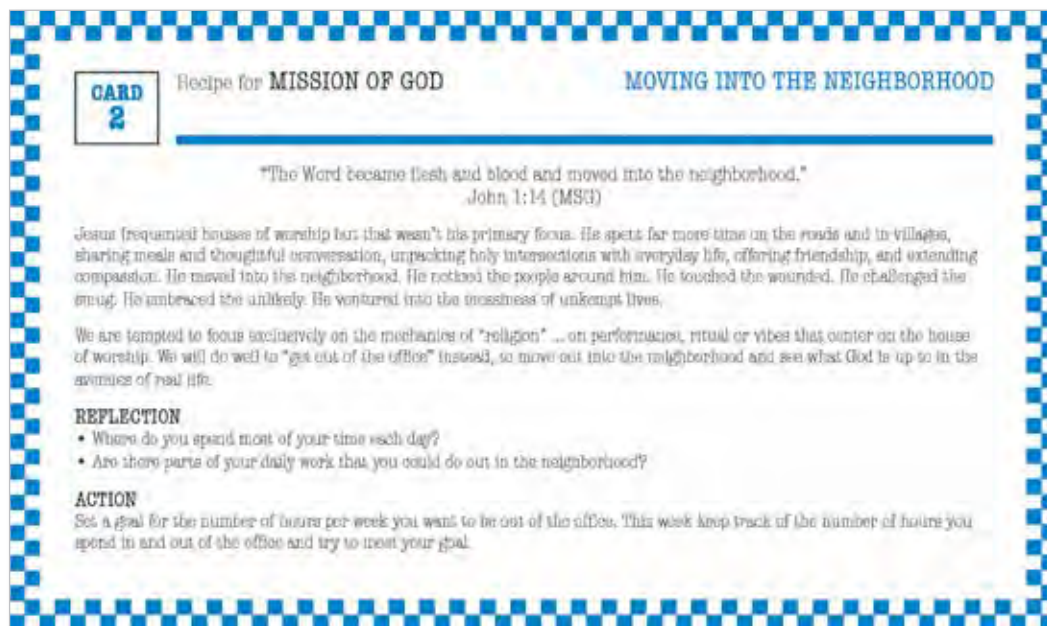 CARD
2
Recipe for MISSION OF GOD
MOVING INTO THE NEIGHBORHOOD
"The Word became flesh and blood and moved into the neighborhood."
John 1:14 (MSG)
Jesus frequented houses of worship but that wasn't his primary focus. He spent far more time on the roads and in villages,
sharing meals and thoughtful conversation, unpacking holy intersections with everyday life, offering friendship, and extending
compassion. He moved into the neighborhood. He noticed the people around him. He touched the wounded. He challenged the
smug. He embraced the unlikely. He ventured into the messiness of unkempt lives.
We are tempted to focus exclusively on the mechanics of "religion" ... on performance, ritual or vibes that center on the house
of worship. We will do well to "get out of the office" instead, to move out into the neighborhood and see what God is up to in the
avenues of real life.
REFLECTION
• Where do you spend most of your time each day?
• Are there parts of your daily work that you could do out in the neighborhood?
ACTION
Set a goal for the number of hours per week you want to be out of the office. This week keep track of the number of hours you
spend in and out of the office and try to meet your goal.